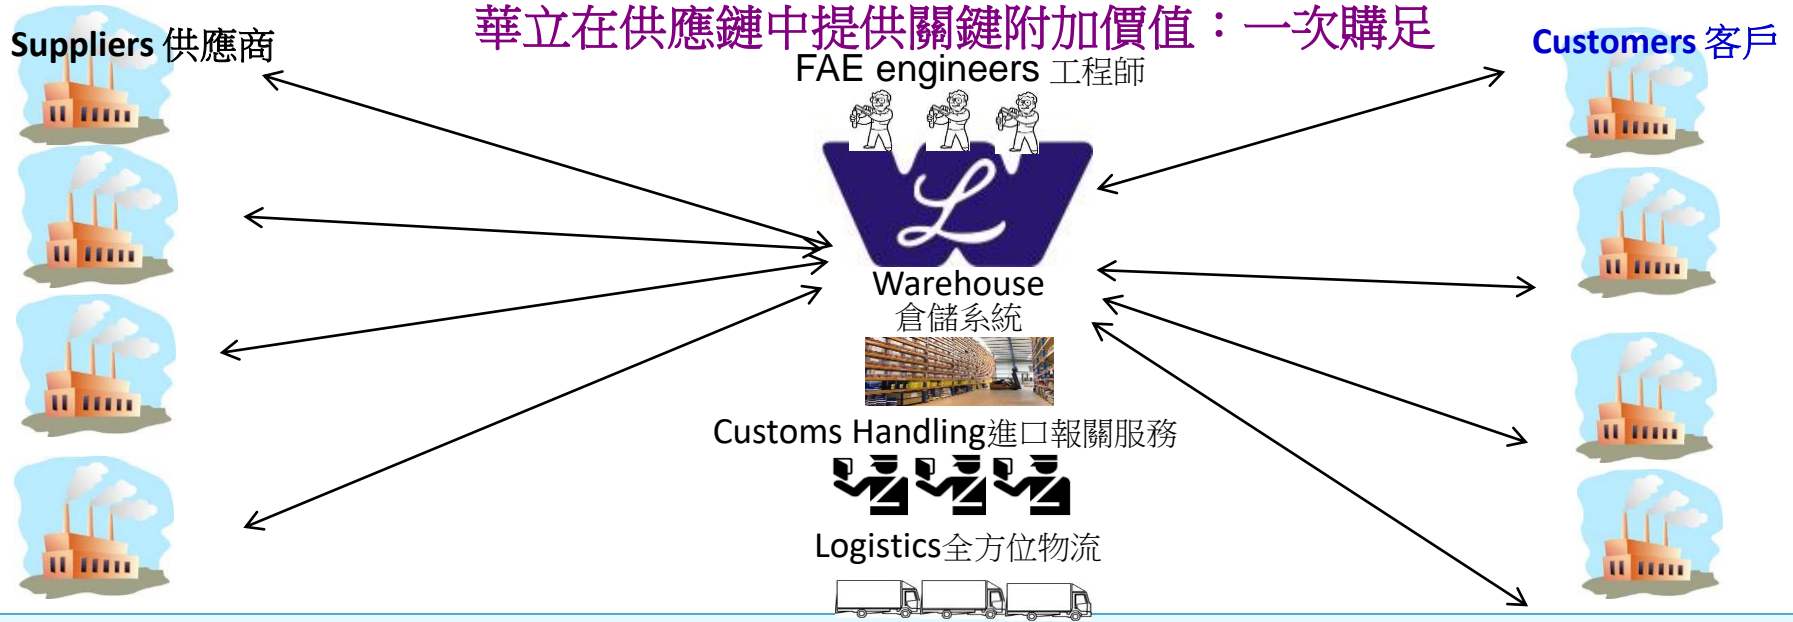 華立在供應鏈中提供關鍵附加價值：一次購足
Suppliers 供應商
Customers 客戶
FAE engineers 工程師
L
Warehouse
倉儲系統
Customs Handling進口報關服務
Logistics全方位物流